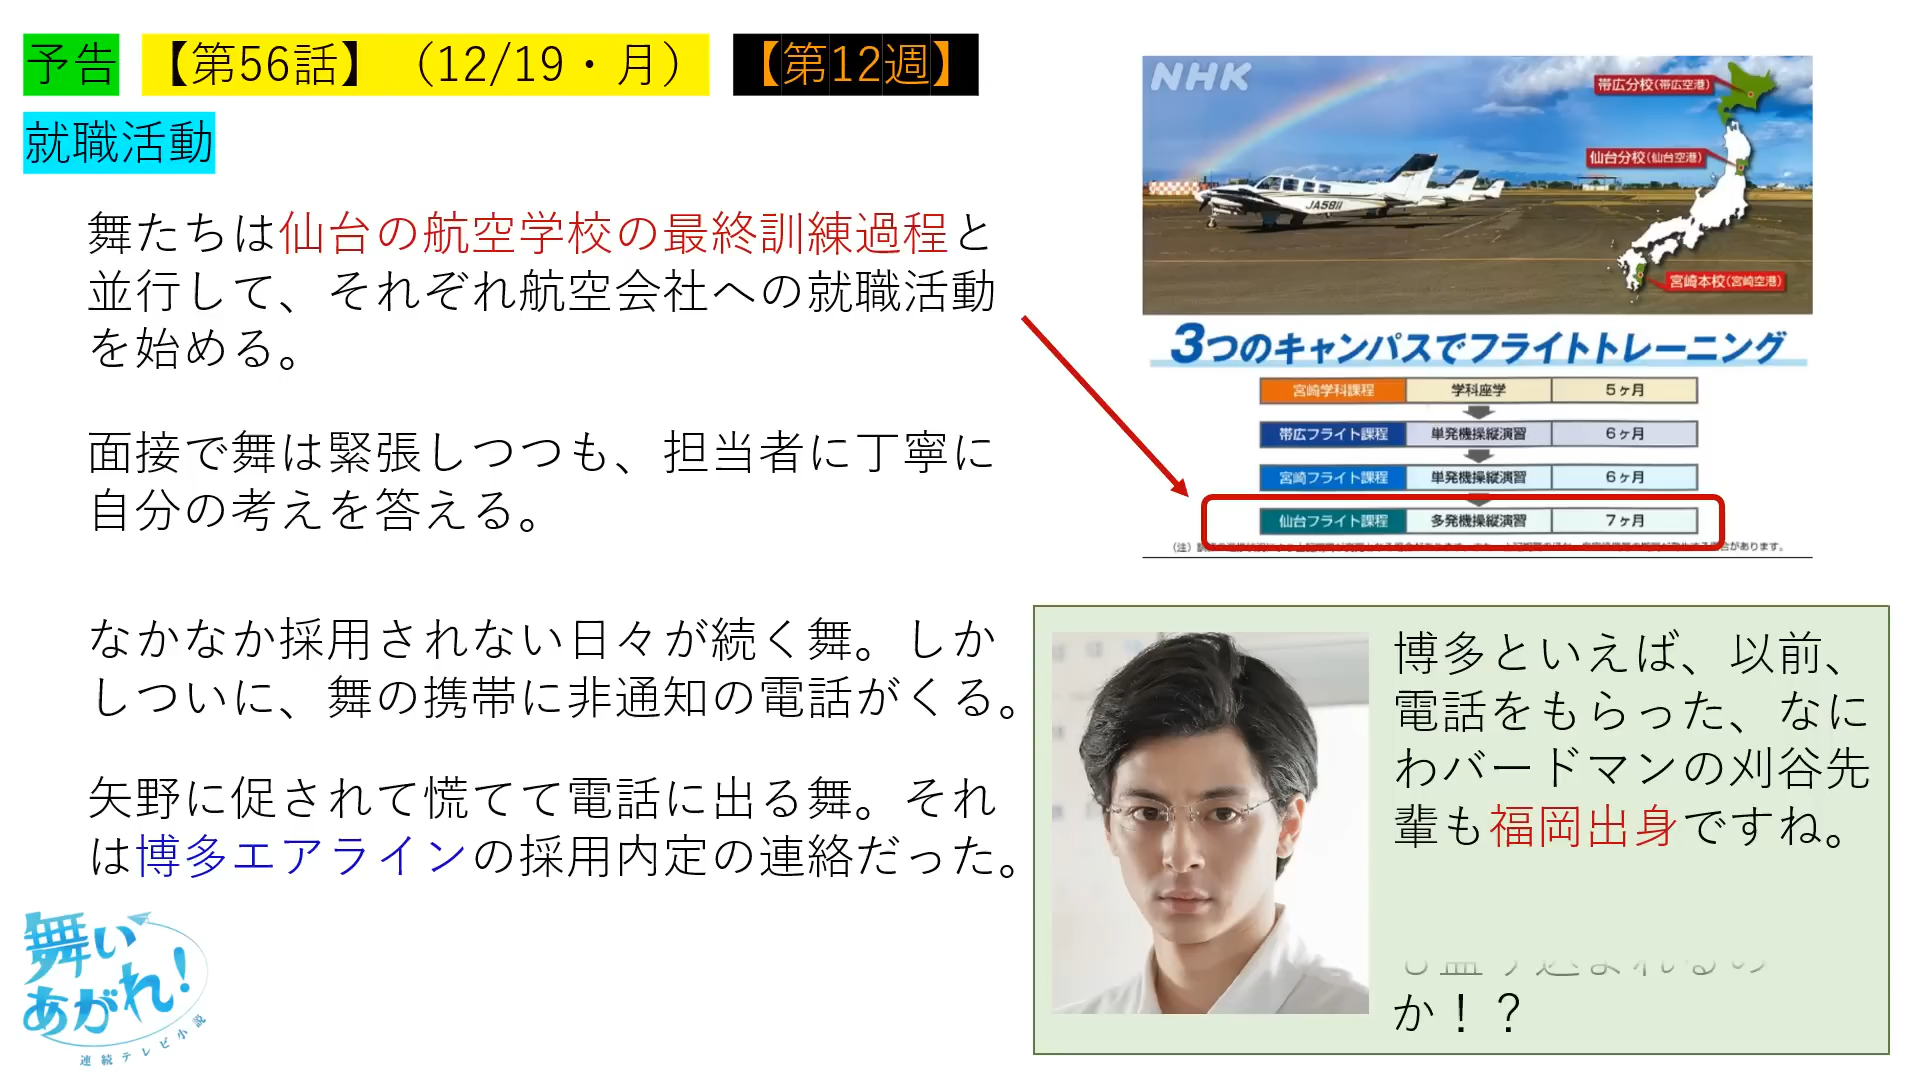 予告 【第56話】（12/19・月） 【第12週】
就職活動
舞たちは仙台の航空学校の最終訓練過程と
並行して、それぞれ航空会社への就職活動
を始める。
面接で舞は緊張しつつも、担当者に丁寧に
自分の考えを答える。
なかなか採用されない日々が続く舞。しか
しついに、舞の携帯に非通知の電話がくる。
矢野に促されて慌てて電話に出る舞。それ
は博多エアラインの採用内定の連絡だった。
舞い
あがれ！
連続テレビ小説
NHK
帯広分校(帯広空港)
仙台分校(仙台空港)
JA5811
宮崎本校(宮崎空港)
3つのキャンパスでフライトトレーニング
宮崎学科課程 学科座学 5ヶ月
帯広フライト課程 単発機操縦演習 6ヶ月
宮崎フライト課程 単発機操縦演習 6ヶ月
仙台フライト課程 多発機操縦演習 7ヶ月
（注）
があります。
博多といえば、以前、
電話をもらった、なに
わバードマンの刈谷先
輩も福岡出身ですね。
か！？